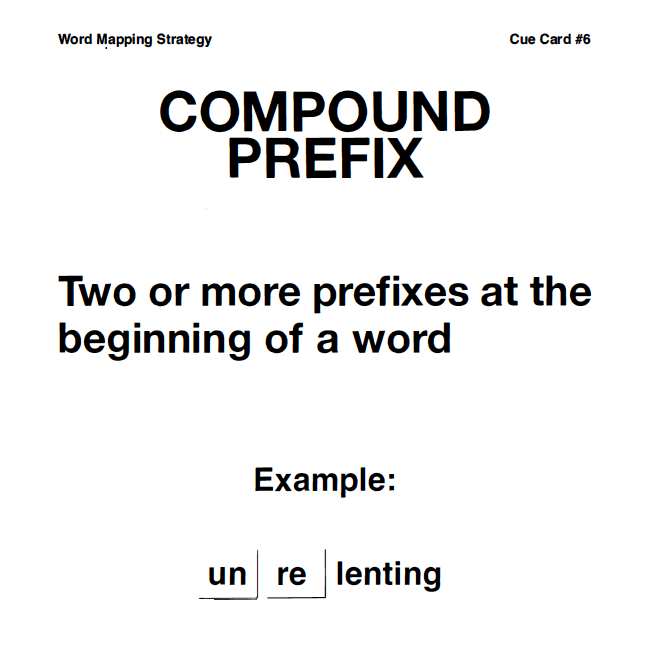 Word Mapping Strategy
Cue Card #6
COMPOUND
PREFIX
Two or more prefixes at the
beginning of a word
Example:
un re lenting